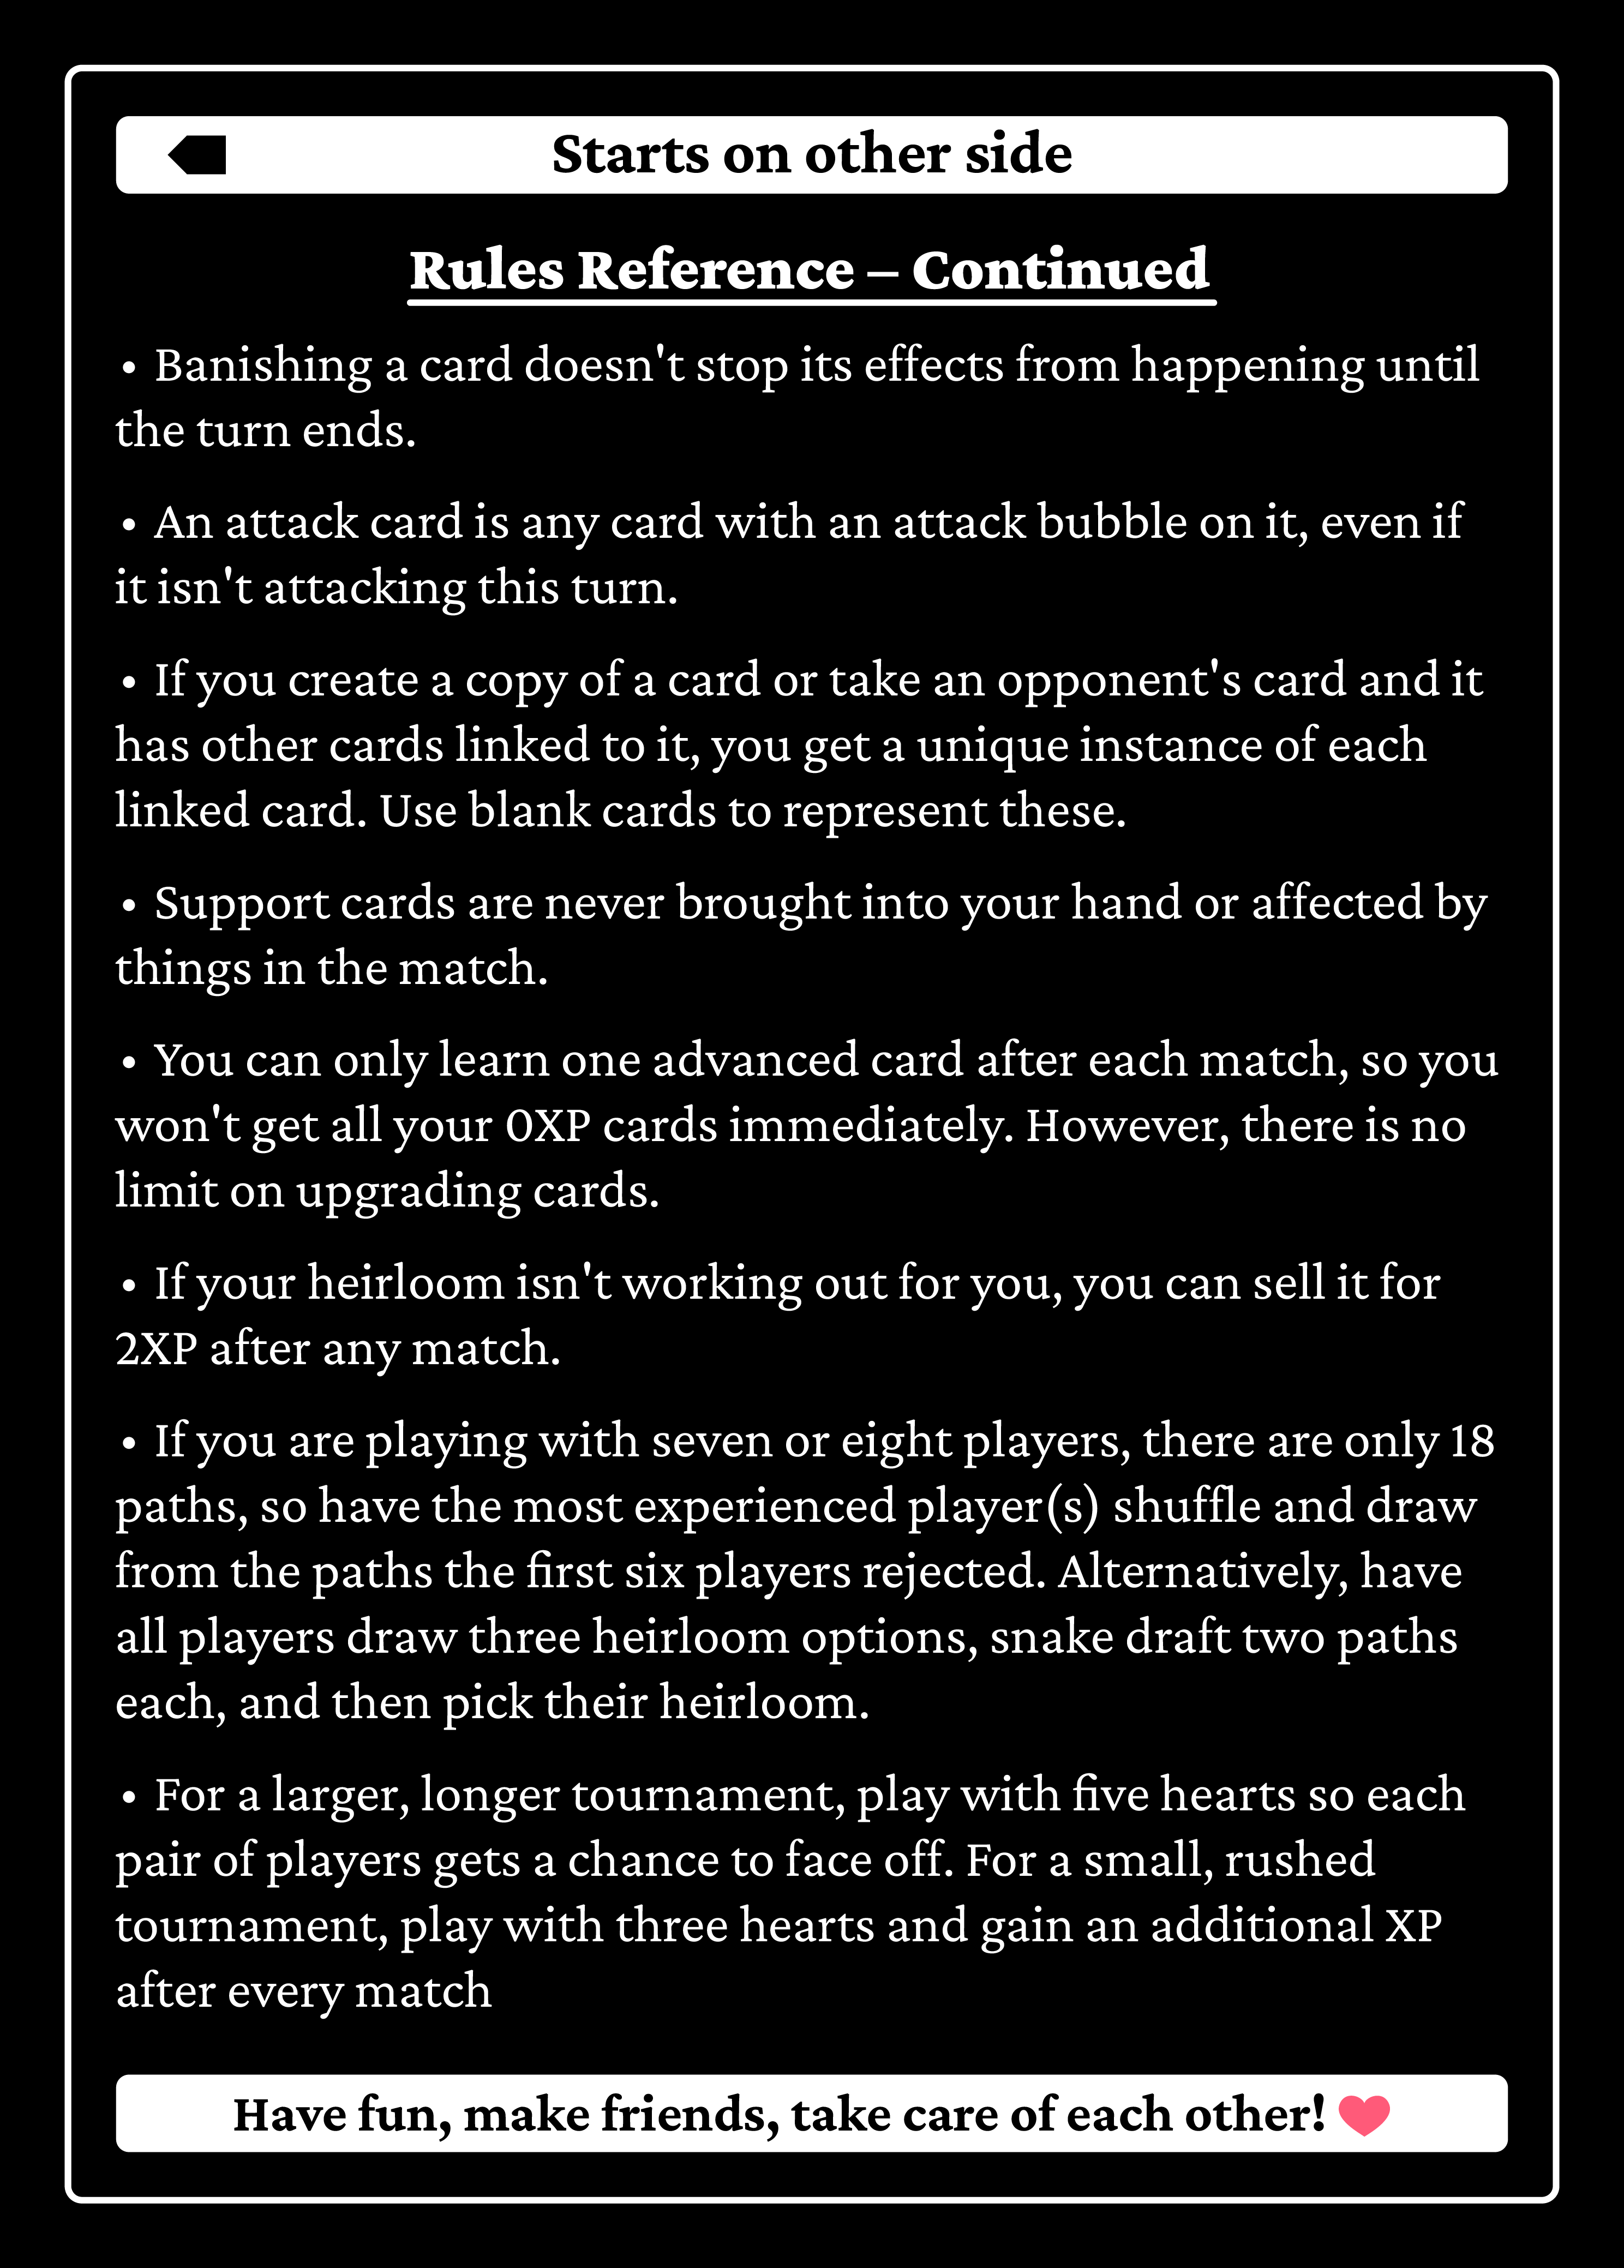 Starts on other side
Rules Reference – Continued
• Banishing a card doesn't stop its effects from happening until
the turn ends.
• An attack card is any card with an attack bubble on it, even if
it isn't attacking this turn.
• If you create a copy of a card or take an opponent's card and it
has other cards linked to it, you get a unique instance of each
linked card. Use blank cards to represent these.
• Support cards are never brought into your hand or affected by
things in the match.
• You can only learn one advanced card after each match, so you
won't get all your 0XP cards immediately. However, there is no
limit on upgrading cards.
• If your heirloom isn't working out for you, you can sell it for
2XP after any match.
• If you are playing with seven or eight players, there are only 18
paths, so have the most experienced player(s) shuffle and draw
from the paths the first six players rejected. Alternatively, have
all players draw three heirloom options, snake draft two paths
each, and then pick their heirloom.
• For a larger, longer tournament, play with five hearts so each
pair of players gets a chance to face off. For a small, rushed
tournament, play with three hearts and gain an additional XP
after every match
Have fun, make friends, take care of each other!